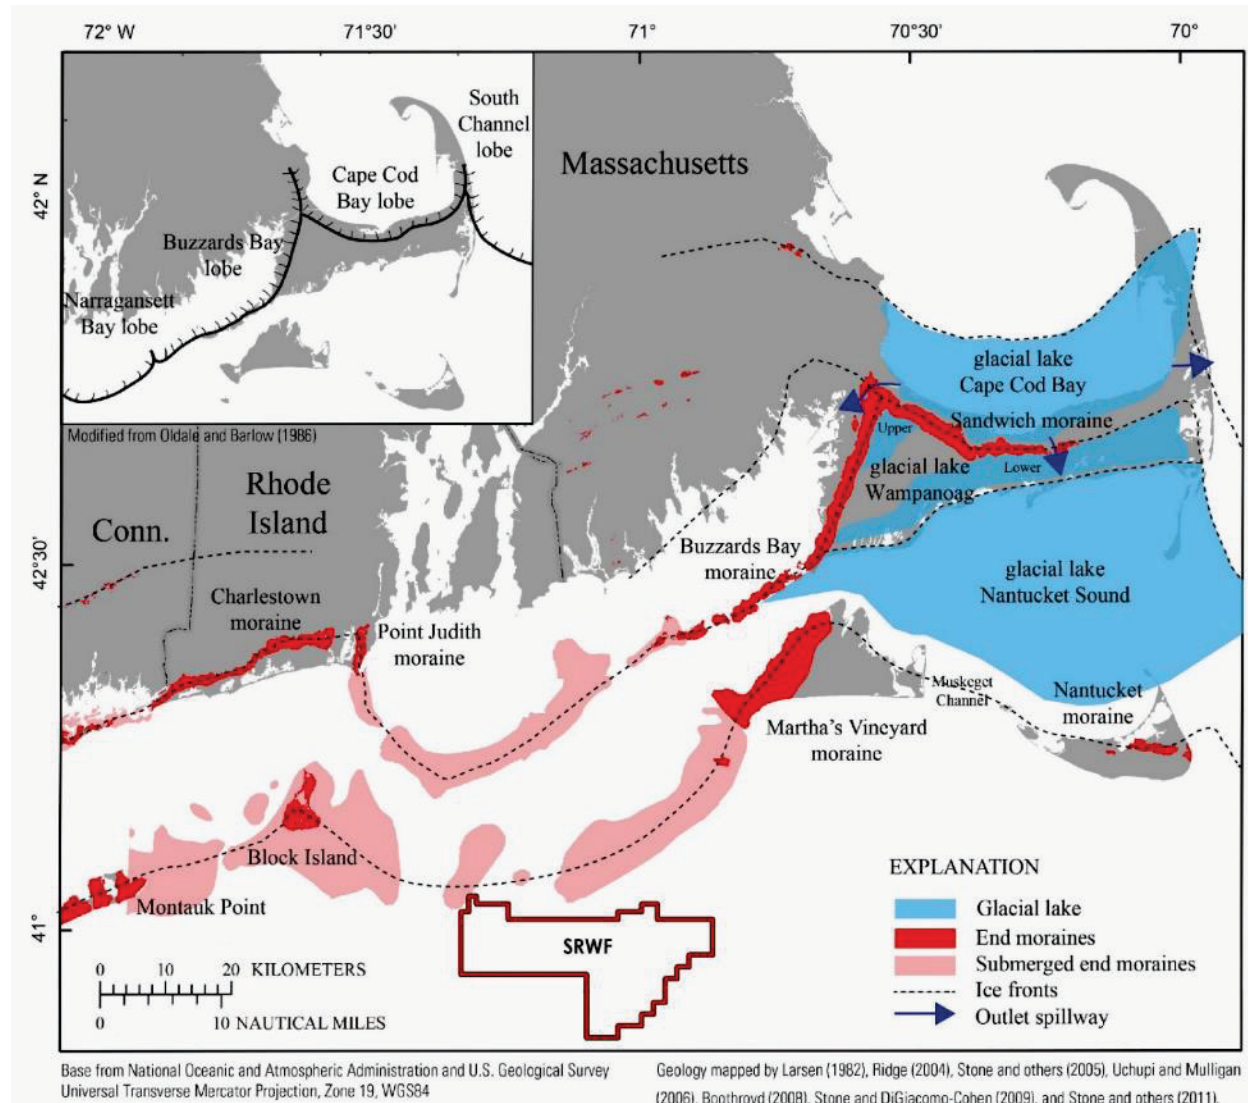 72° W
71°30'
71°
70°30'
70°
42° N
42°30'
41°
South
Channel
lobe
Cape Cod
Bay lobe
Buzzards Bay
lobe
Narragansett
Bay lobe
Modified from Oldale and Barlow (1986)
Massachusetts
glacial lake
Cape Cod Bay
Sandwich moraine
Upper
Lower
glacial lake
Wampanoag
Rhode
Island
Conn.
Buzzards Bay
moraine
glacial lake
Nantucket Sound
Charlestown
moraine
Point Judith
moraine
Muskeget
Channel
Nantucket
moraine
Martha's Vineyard
moraine
Block Island
Montauk Point
SRWF
EXPLANATION
Glacial lake
End moraines
Submerged end moraines
Ice fronts
Outlet spillway
0 10 20 KILOMETERS
0 10 NAUTICAL MILES
Base from National Oceanic and Atmospheric Administration and U.S. Geological Survey
Universal Transverse Mercator Projection, Zone 19, WGS84
Geology mapped by Larsen (1982), Ridge (2004), Stone and others (2005), Uchupi and Mulligan
(2006), Boothroyd (2008), Stone and DiGiacomo-Cohen (2009), and Stone and others (2011).